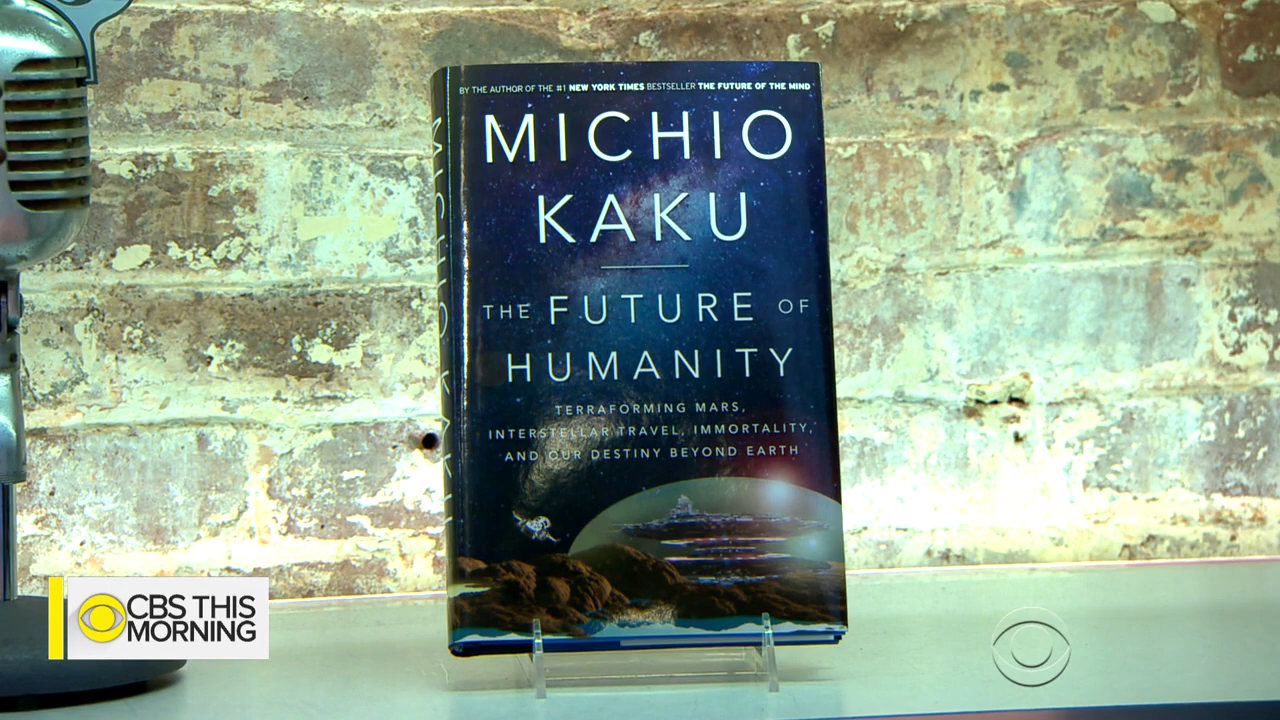 BY THE AUTHOR OF THE #1 NEW YORK TIMES BESTSELLER THE FUTURE OF THE MIND
MICHIO
KAKU
THE FUTURE OF
HUMANITY
TERRAFORMING MARS,
INTERSTELLAR TRAVEL, IMMORTALITY,
AND OUR DESTINY BEYOND EARTH
MICHIO KAKU
CBS THIS
MORNING